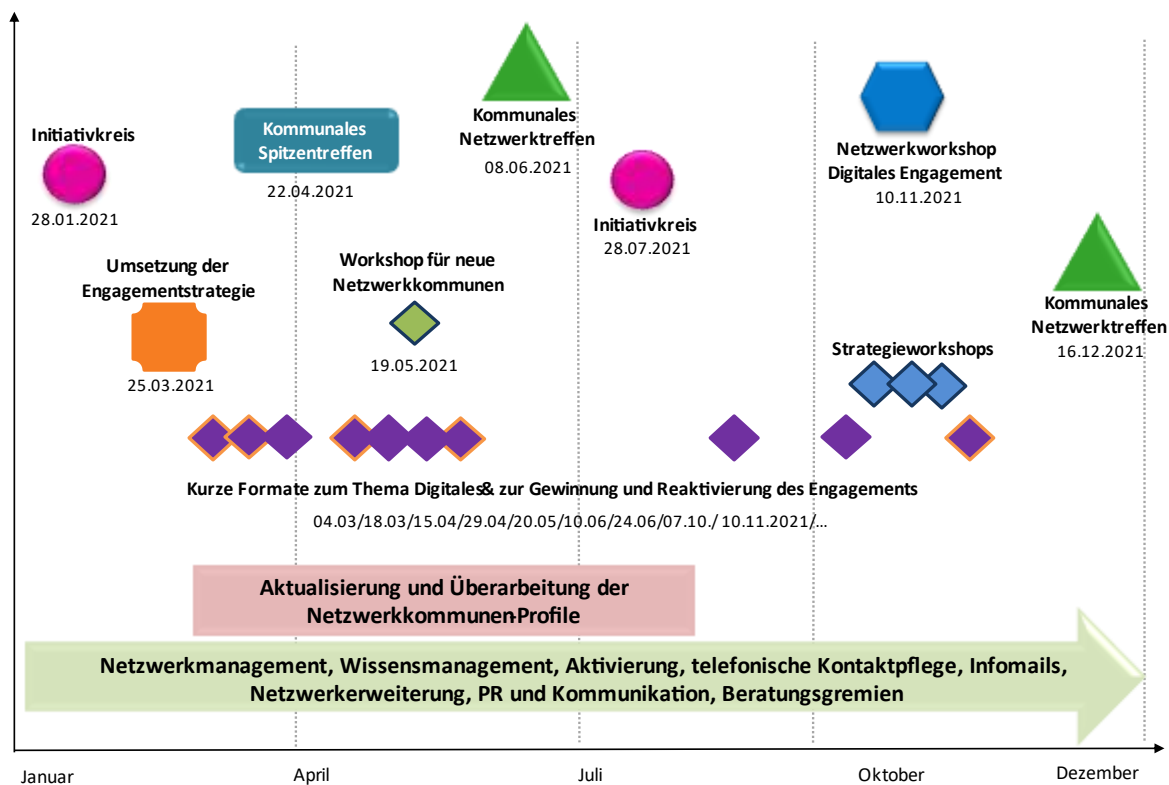 Initiativkreis
28.01.2021
Kommunales
Spitzentreffen
22.04.2021
Kommunales
Netzwerktreffen
08.06.2021
Initiativkreis
28.07.2021
Netzwerkworkshop
Digitales Engagement
10.11.2021
Umsetzung der
Engagementstrategie
25.03.2021
Workshop für neue
Netzwerkkommunen
19.05.2021
Kommunales
Netzwerktreffen
16.12.2021
Strategieworkshops
Kurze Formate zum Thema Digitales& zur Gewinnung und Reaktivierung des Engagements
04.03/18.03/15.04/29.04/20.05/10.06/24.06/07.10./ 10.11.2021/...
Aktualisierung und Überarbeitung der
Netzwerkkommunen-Profile
Netzwerkmanagement, Wissensmanagement, Aktivierung, telefonische Kontaktpflege, Infomails,
Netzwerkerweiterung, PR und Kommunikation, Beratungsgremien
Januar
April
Juli
Oktober
Dezember